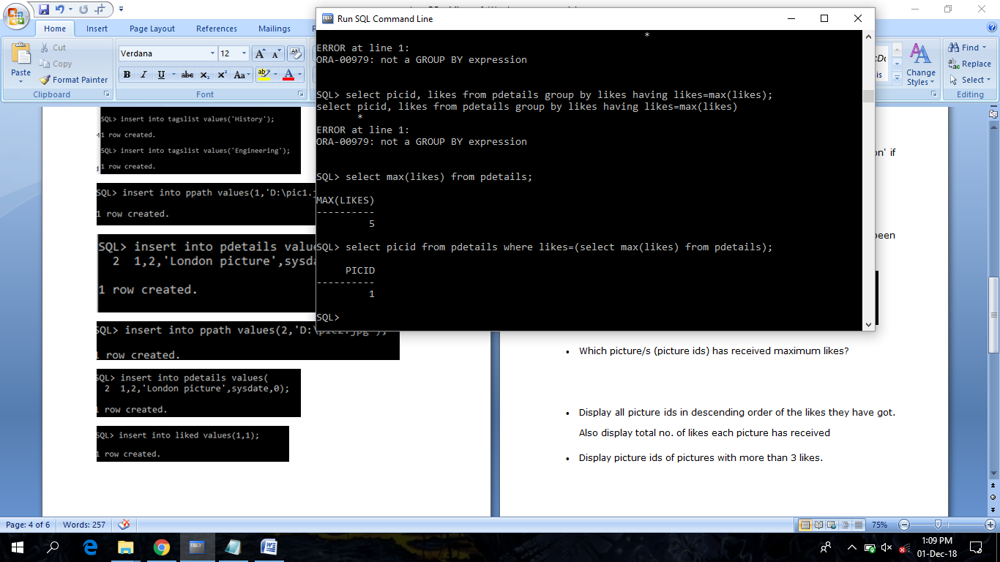 Run SQL Command Line
Home
Insert
Page Layout
References
Mailings
Paste
Cut
Copy
Format Painter
Clipboard
Verdana
12
Font
Change
Styles
Find
Replace
Select
Editing
SQL> insert into tagslist values('History');
1 row created.
SQL> insert into tagslist values('Engineering');
1 row created.
SQL> insert into ppath values(1,'D:\pic1.
1 row created.
SQL> insert into pdetails value
2 1,2,'London picture',sysda
1 row created.
SQL> insert into ppath values(2,'D:\pic2.jpg');
1 row created.
SQL> insert into pdetails values(
2 1,2,'London picture',sysdate,0);
1 row created.
SQL> insert into liked values(1,1);
1 row created.
*
ERROR at line 1:
ORA-00979: not a GROUP BY expression
SQL> select picid, likes from pdetails group by likes having likes=max(likes);
select picid, likes from pdetails group by likes having likes=max(likes)
*
ERROR at line 1:
ORA-00979: not a GROUP BY expression
SQL> select max(likes) from pdetails;
MAX(LIKES)
----------
5
SQL> select picid from pdetails where likes=(select max(likes) from pdetails);
PICID
----------
1
SQL>
on' if
been
• Which picture/s (picture ids) has received maximum likes?
• Display all picture ids in descending order of the likes they have got.
Also display total no. of likes each picture has received
• Display picture ids of pictures with more than 3 likes.
Page: 4 of 6
Words: 257
75%
1:09 PM
01-Dec-18